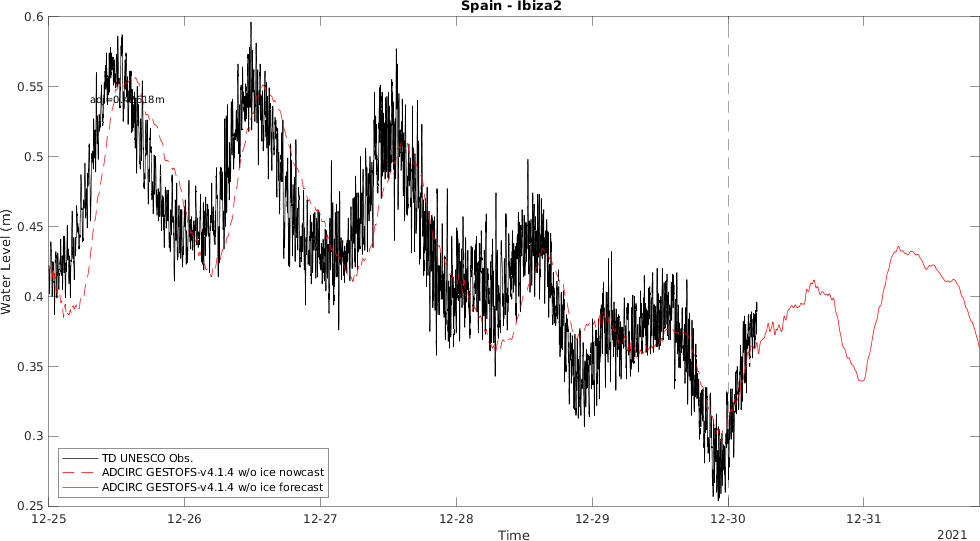 Spain - Ibiza2
0.6
0.55
0.5
0.45
0.4
0.35
0.3
0.25
Water Level (m)
TD UNESCO Obs.
ADCIRC GESTOFS-v4.1.4 w/o ice nowcast
ADCIRC GESTOFS-v4.1.4 w/o ice forecast
12-25 12-26 12-27 12-28 12-29 12-30 12-31
Time
2021